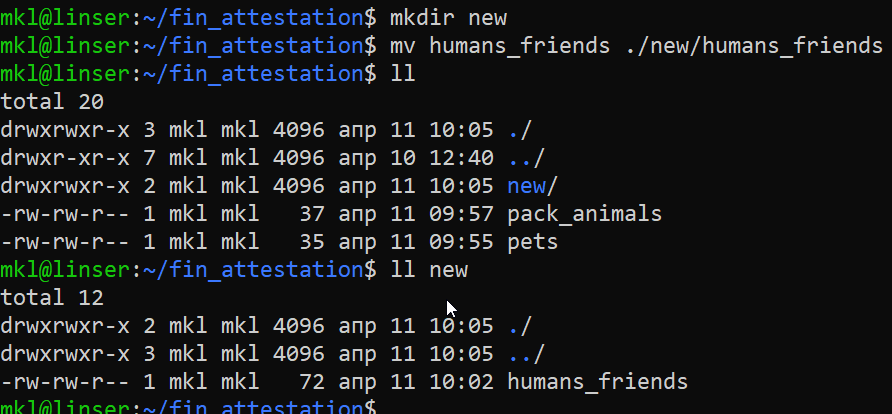 mkl@linser:~/fin_attestation$ mkdir new
mkl@linser:~/fin_attestation$ mv humans_friends ./new/humans_friends
mkl@linser:~/fin_attestation$ ll
total 20
drwxrwxr-x 3 mkl mkl 4096 апр 11 10:05 ./
drwxr-xr-x 7 mkl mkl 4096 апр 10 12:40 ../
drwxrwxr-x 2 mkl mkl 4096 апр 11 10:05 new/
-rw-rw-r-- 1 mkl mkl   37 апр 11 09:57 pack_animals
-rw-rw-r-- 1 mkl mkl   35 апр 11 09:55 pets
mkl@linser:~/fin_attestation$ ll new
total 12
drwxrwxr-x 2 mkl mkl 4096 апр 11 10:05 ./
drwxrwxr-x 3 mkl mkl 4096 апр 11 10:05 ../
-rw-rw-r-- 1 mkl mkl   72 апр 11 10:02 humans_friends
mkl@linser:~/fin_attestation$